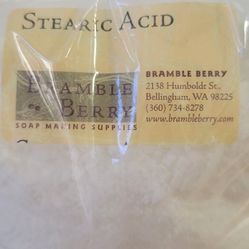 STEARIC ACID
BRAMBLE
BERRY
SOAP MAKING SUPPLIES
BRAMBLE BERRY
2138 Humboldt St.,
Bellingham, WA 98225
(360) 734-8278
www.brambleberry.com